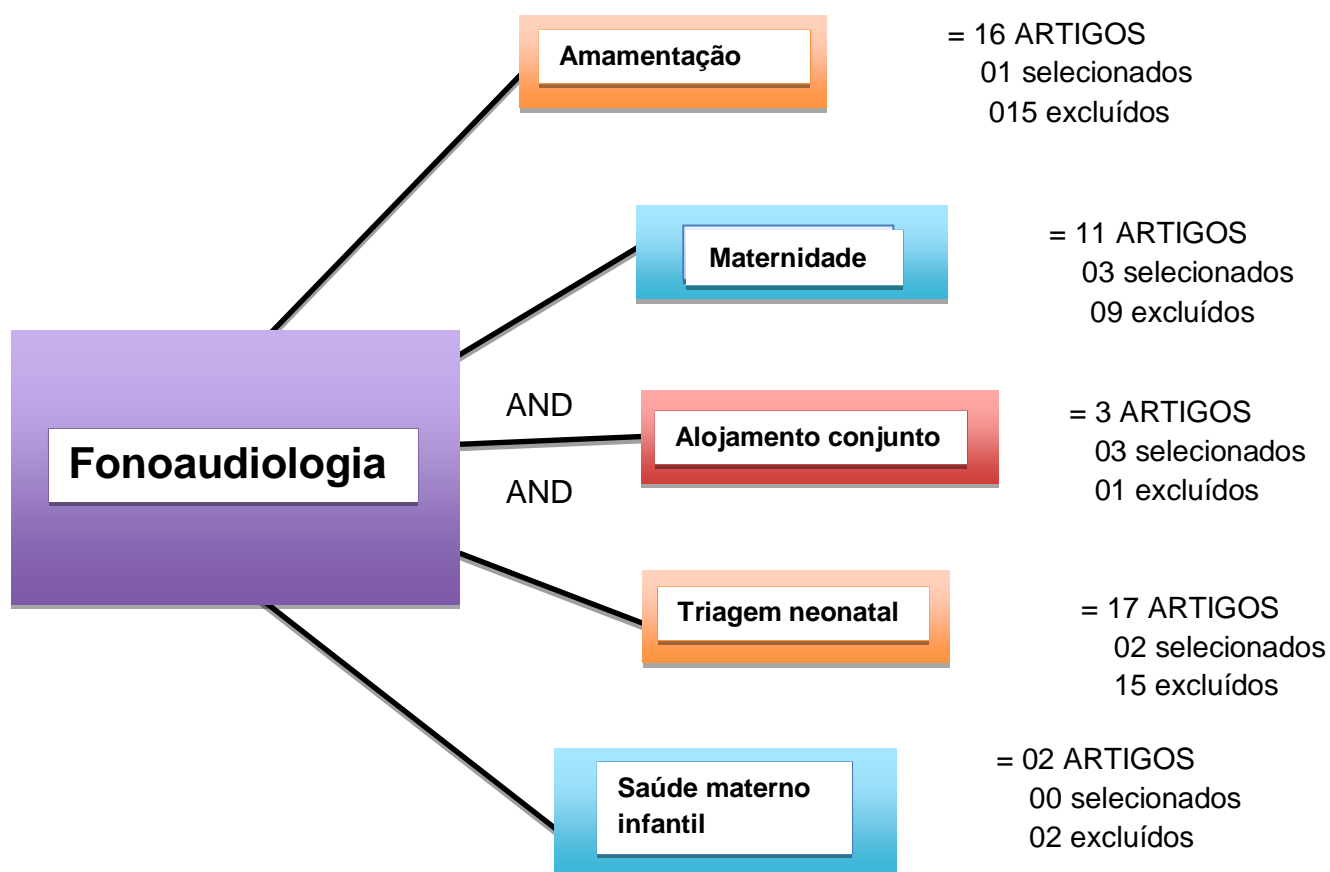 Amamentação
= 16 ARTIGOS
01 selecionados
015 excluídos
Maternidade
= 11 ARTIGOS
03 selecionados
09 excluídos
Fonoaudiologia
AND
AND
Alojamento conjunto
= 3 ARTIGOS
03 selecionados
01 excluídos
Triagem neonatal
= 17 ARTIGOS
02 selecionados
15 excluídos
Saúde materno
infantil
= 02 ARTIGOS
00 selecionados
02 excluídos